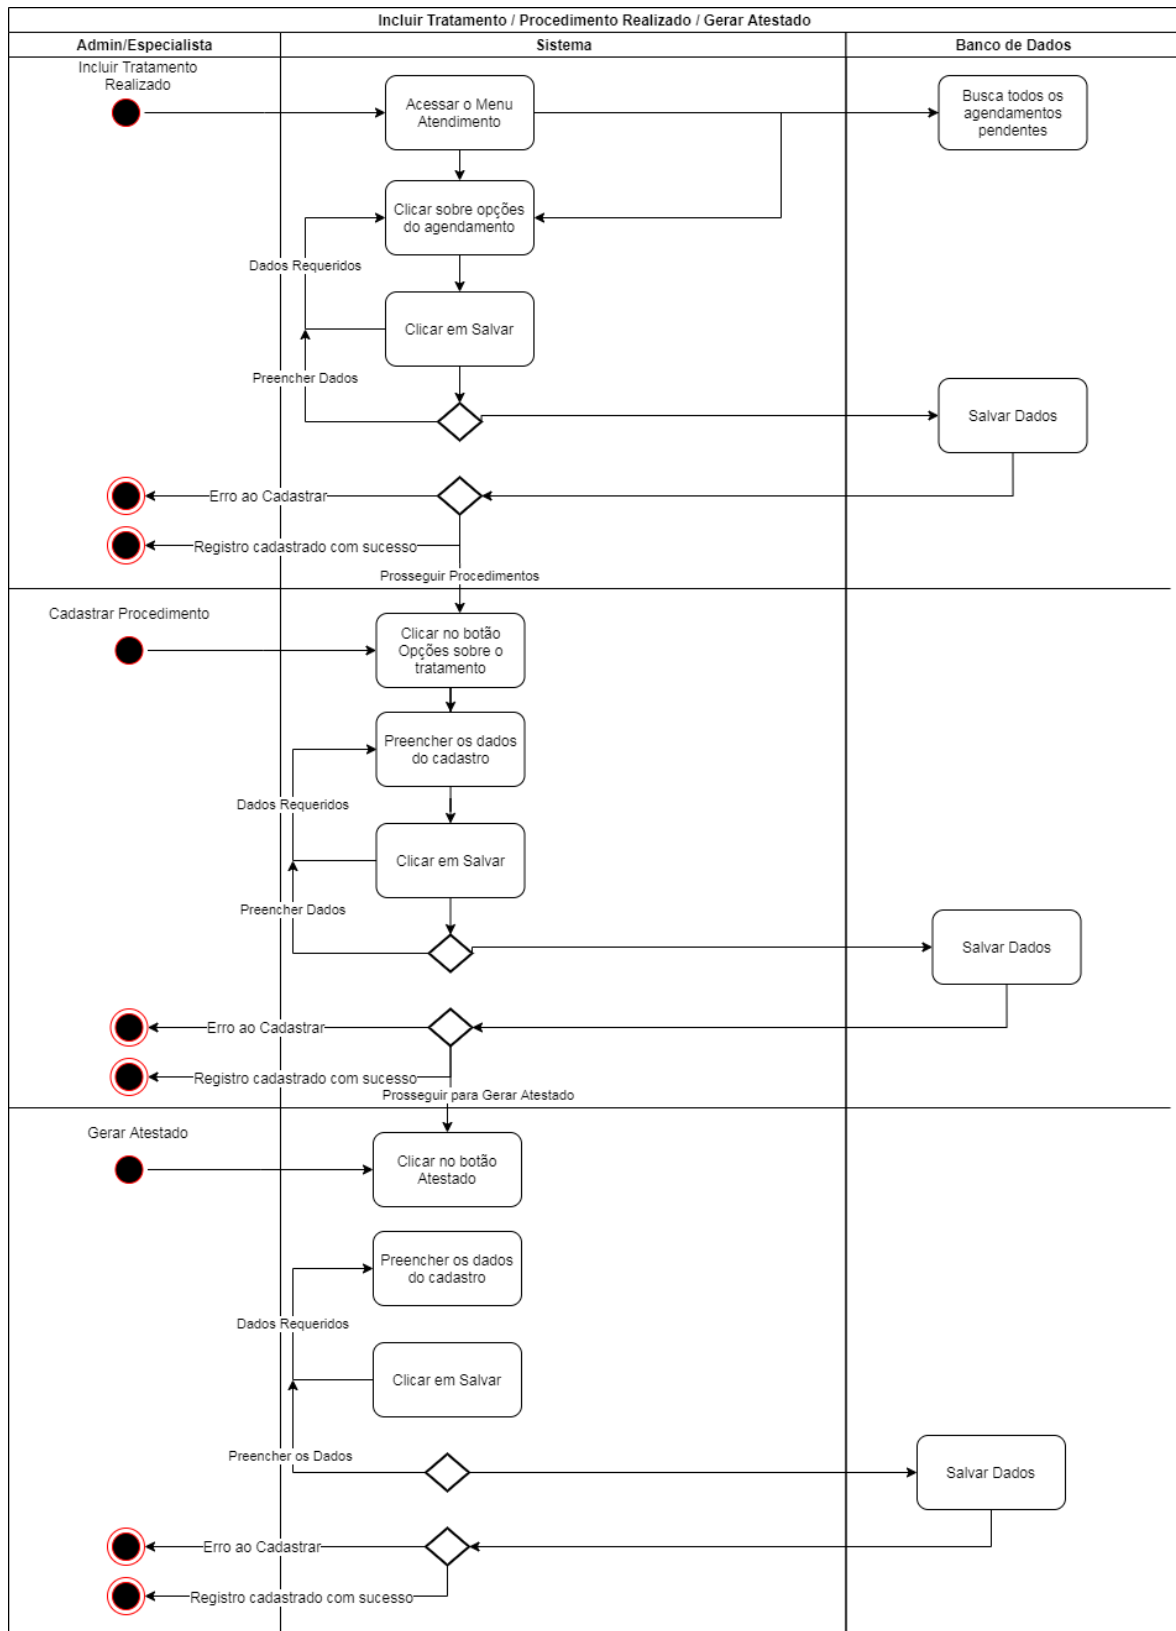 Incluir Tratamento / Procedimento Realizado / Gerar Atestado
Admin/Especialista
Sistema
Banco de Dados
Incluir Tratamento
Realizado
Acessar o Menu
Atendimento
Busca todos os
agendamentos
pendentes
Clicar sobre opções
do agendamento
Dados Requeridos
Clicar em Salvar
Preencher Dados
Salvar Dados
Erro ao Cadastrar
Registro cadastrado com sucesso
Prosseguir Procedimentos
Cadastrar Procedimento
Clicar no botão
Opções sobre o
tratamento
Preencher os dados
do cadastro
Dados Requeridos
Clicar em Salvar
Preencher Dados
Salvar Dados
Erro ao Cadastrar
Registro cadastrado com sucesso
Prosseguir para Gerar Atestado
Gerar Atestado
Clicar no botão
Atestado
Preencher os dados
do cadastro
Dados Requeridos
Clicar em Salvar
Preencher os Dados
Salvar Dados
Erro ao Cadastrar
Registro cadastrado com sucesso